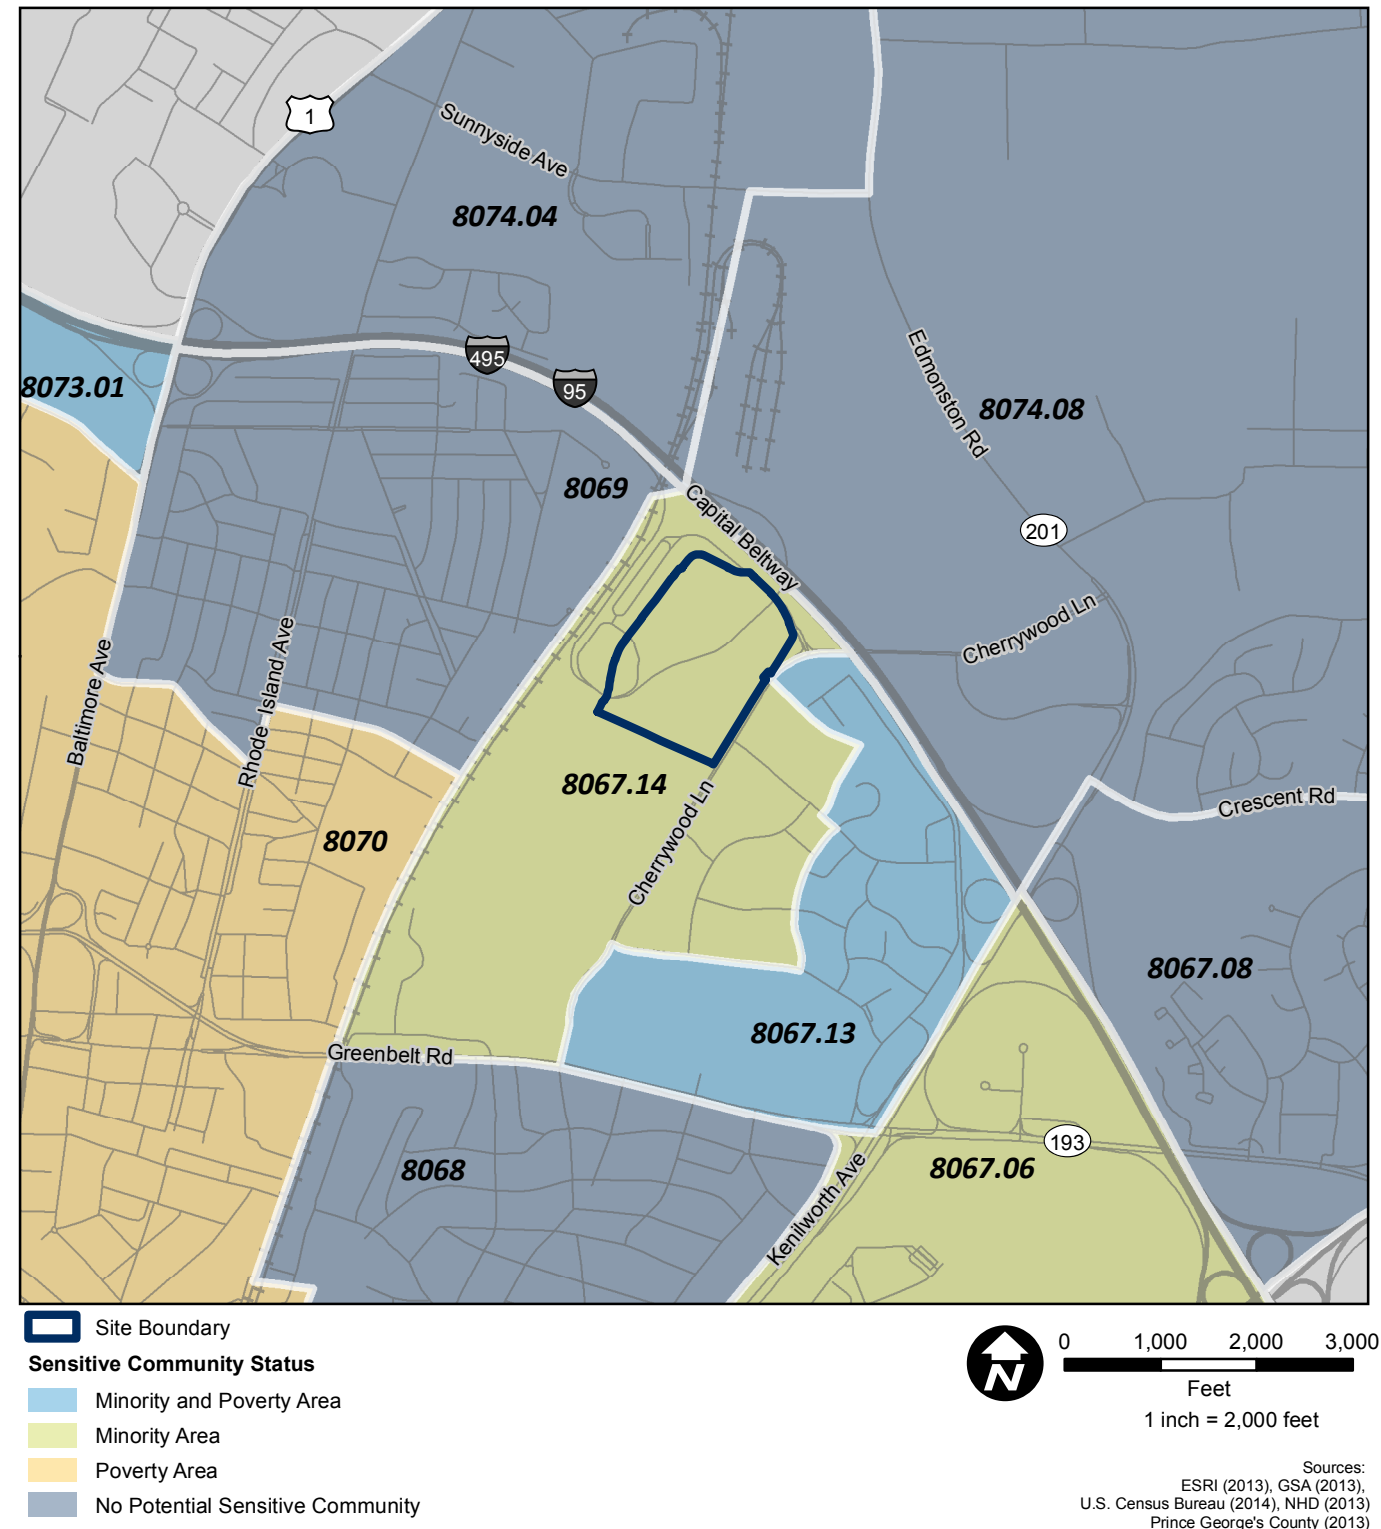 1
Sunnyside Ave
8074.04
495
95
8073.01
Edmonston Rd
8074.08
8069
Capital Beltway
201
Cherrywood Ln
Baltimore Ave
Rhode Island Ave
8067.14
Crescent Rd
8070
Cherrywood Ln
8067.08
8067.13
Greenbelt Rd
193
8068
8067.06
Kenilworth Ave
Site Boundary
Sensitive Community Status
Minority and Poverty Area
Minority Area
Poverty Area
No Potential Sensitive Community
N
0 1,000 2,000 3,000
Feet
1 inch = 2,000 feet
Sources:
ESRI (2013), GSA (2013),
U.S. Census Bureau (2014), NHD (2013)
Prince George's County (2013)